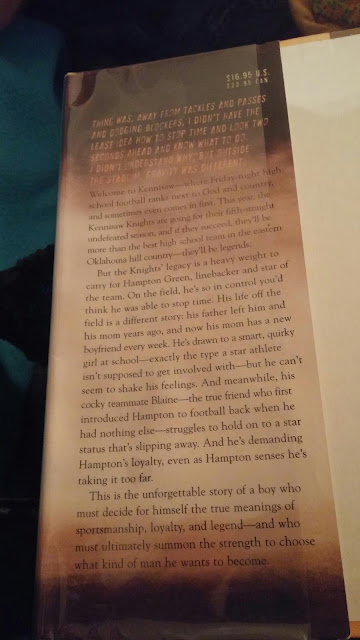 $16.95 U.S.
THING WAS, AWAY FROM TACKLES AND PASSES
AND DODGING BLOCKERS, I DIDN'T HAVE THE
LEAST IDEA HOW TO STOP TIME AND LOOK TWO
SECONDS AHEAD AND KNOW WHAT TO DO.
I DIDN'T UNDERSTAND WHY, BUT OUTSIDE
THE STADIUM, GRAVITY WAS DIFFERENT.
Welcome to Kennisaw—where Friday-night high
school football ranks next to God and country,
and sometimes even comes in first. This year, the
Kennisaw Knights are going for their fifth-straight
undefeated season, and if they succeed, they'll be
more than the best high school team in the eastern
Oklahoma hill country—they'll be legends.
But the Knights' legacy is a heavy weight to
carry for Hampton Green, linebacker and star of
the team. On the field, he's so in control you'd
think he was able to stop time. His life off the
field is a different story: his father left him and
his mom years ago, and now his mom has a new
boyfriend every week. He's drawn to a smart, quirky
girl at school—exactly the type a star athlete
isn't supposed to get involved with—but he can't
seem to shake his feelings. And meanwhile, his
cocky teammate Blaine—the true friend who first
introduced Hampton to football back when he
had nothing else—struggles to hold on to a star
status that's slipping away. And he's demanding
Hampton's loyalty, even as Hampton senses he's
taking it too far.
This is the unforgettable story of a boy who
must decide for himself the true meanings of
sportsmanship, loyalty, and legend—and who
must ultimately summon the strength to choose
what kind of man he wants to become.